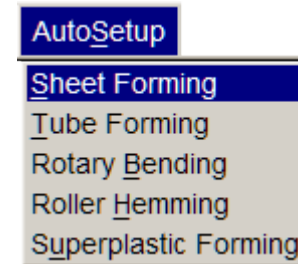 AutoSetup
Sheet Forming
Tube Forming
Rotary Bending
Roller Hemming
Superplastic Forming